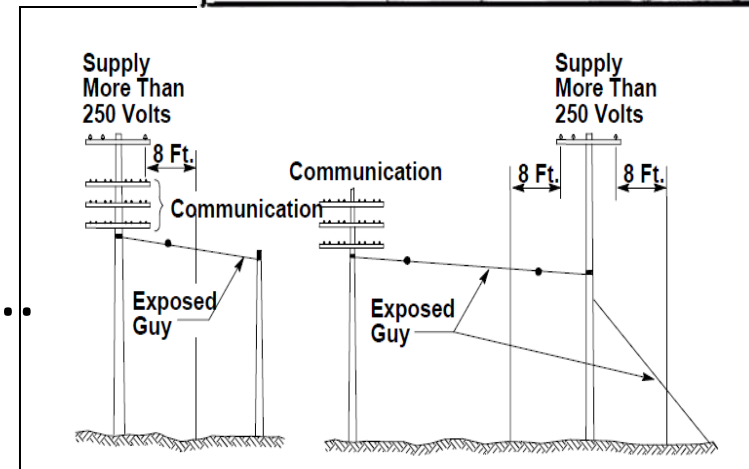 Supply
More Than
250 Volts
8 Ft.
Communication
Exposed
Guy
Supply
More Than
250 Volts
Communication
8 Ft.
8 Ft.
Exposed
Guy